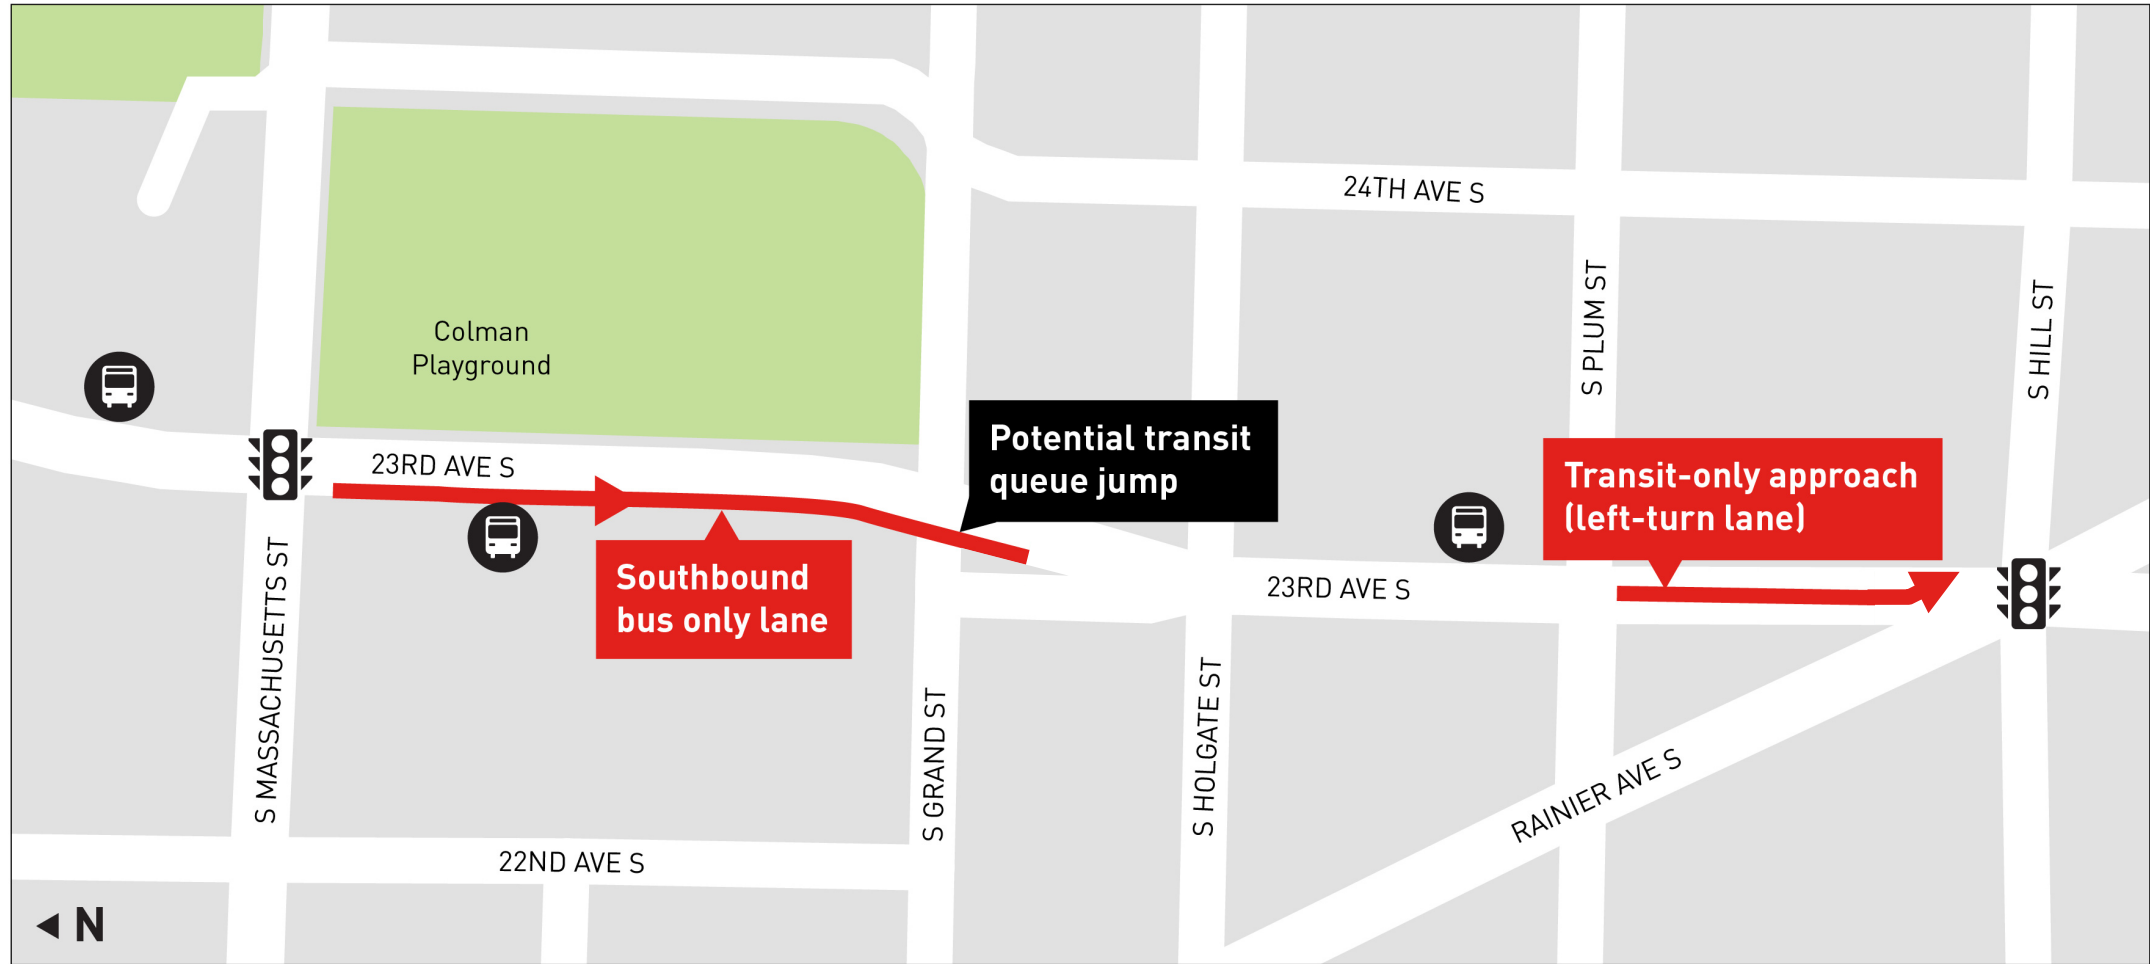 24TH AVE S
S PLUM ST
S HILL ST
Colman
Playground
23RD AVE S
Potential transit
queue jump
Transit-only approach
(left-turn lane)
Southbound
bus only lane
23RD AVE S
S MASSACHUSETTS ST
S GRAND ST
S HOLGATE ST
RAINIER AVE S
22ND AVE S
N